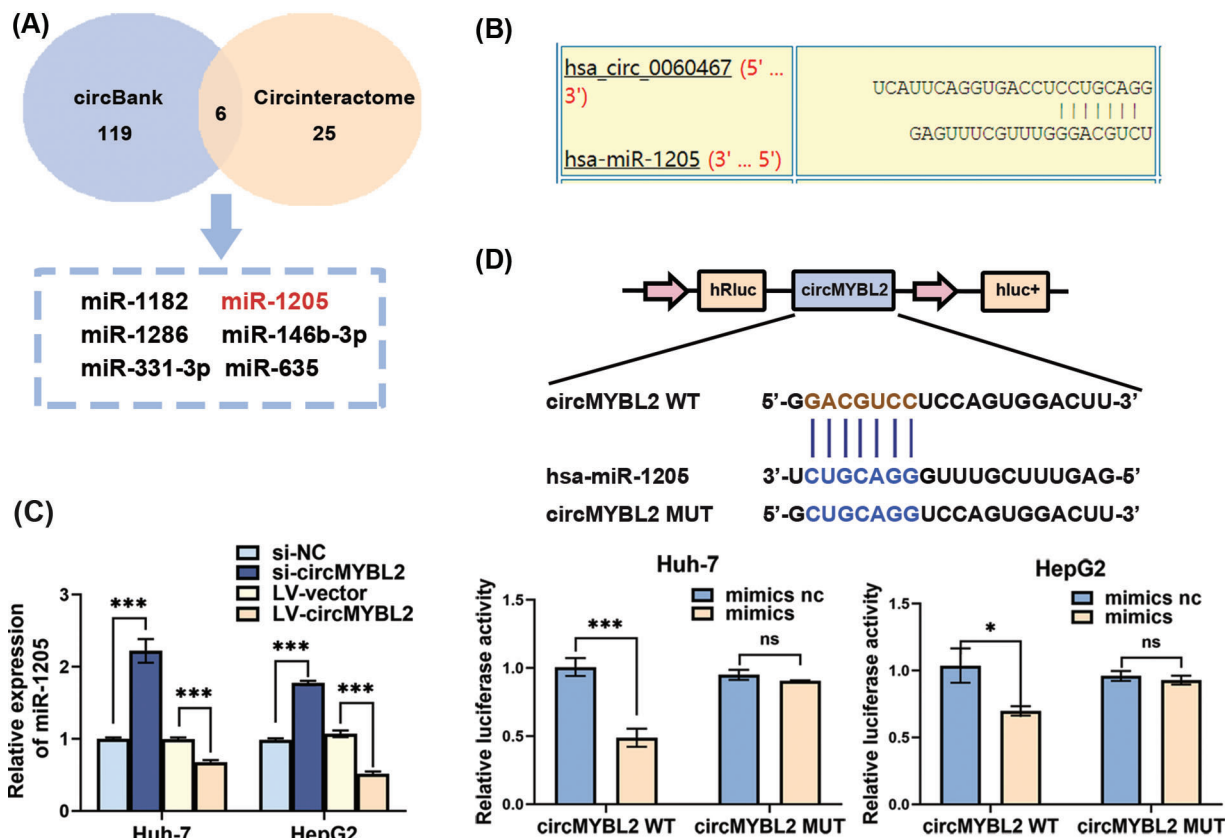 (A)
circBank
119
6
Circinteractome
25
miR-1182 miR-1205
miR-1286 miR-146b-3p
miR-331-3p miR-635
(B)
hsa_circ_0060467 (5' ...
3')
UCAUUCAGGUGACCUCCUGCAGG
GAGUUUCGUUUGGGACGUCU
hsa-miR-1205 (3' ... 5')
(C)
si-NC
si-circMYBL2
LV-vector
LV-circMYBL2
Relative expression
of miR-1205
3
2
1
0
*** *** *** ***
Huh-7 HepG2
(D)
hRluc circMYBL2 hluc+
circMYBL2 WT 5’-GGACGUCCUCCAGUGGACUU-3’
hsa-miR-1205 3’-UCUGCAGGGUUUGCUUUGAG-5’
circMYBL2 MUT 5’-GCUGCAGGUCCAGUGGACUU-3’
Huh-7
mimics nc
mimics
Relative luciferase activity
1.5
1.0
0.5
0.0
*** ns
circMYBL2 WT circMYBL2 MUT
HepG2
mimics nc
mimics
Relative luciferase activity
1.5
1.0
0.5
0.0
* ns
circMYBL2 WT circMYBL2 MUT